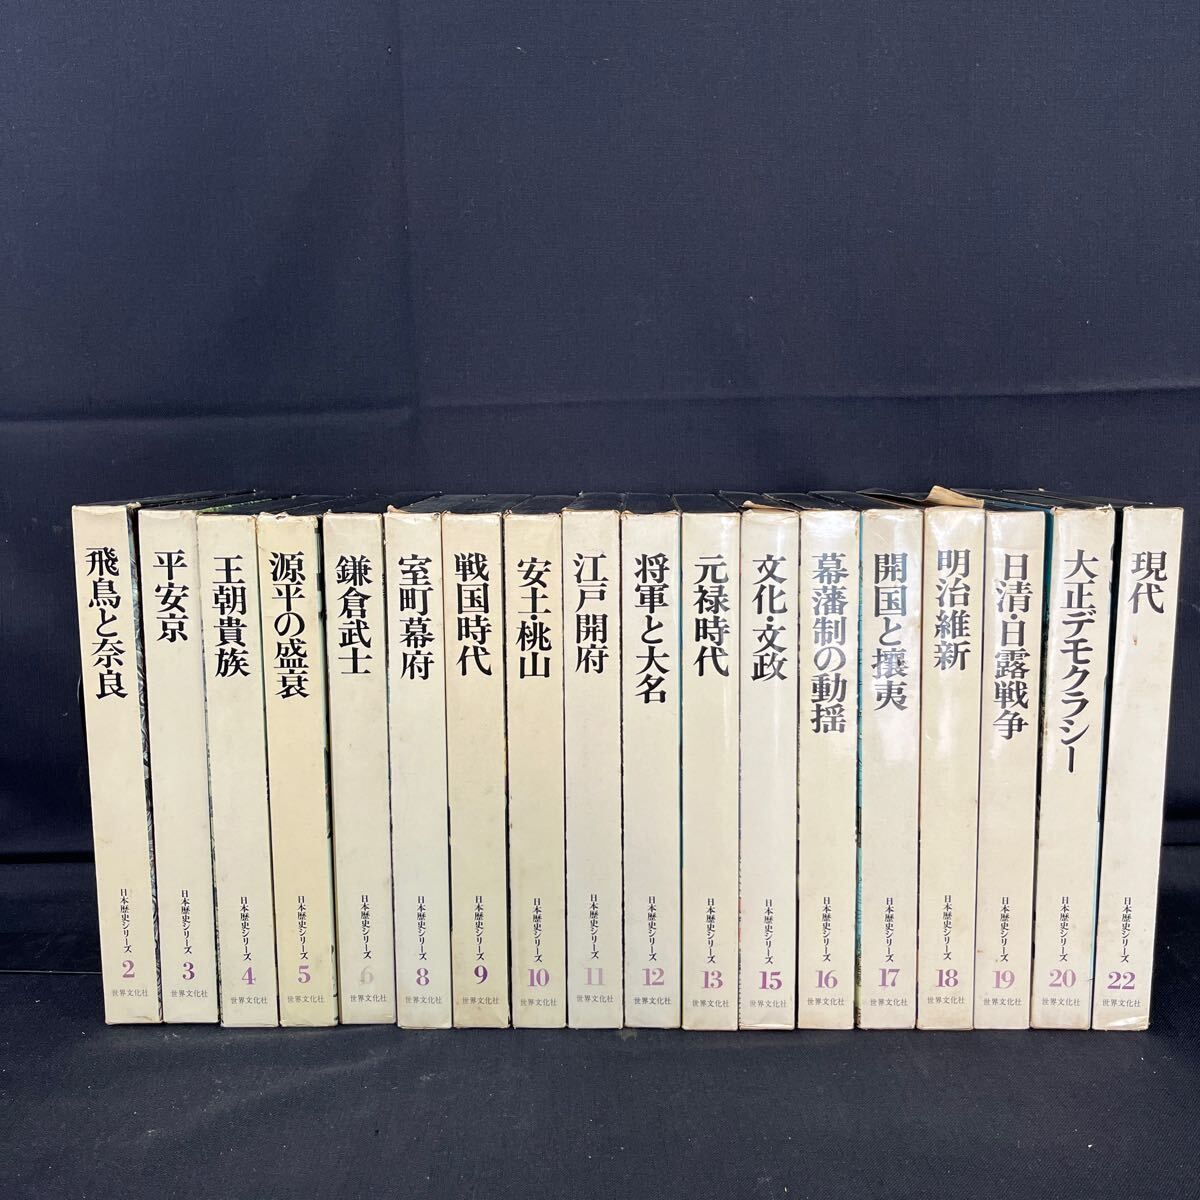 飛鳥と奈良
日本歴史シリーズ
2
世界文化社
平安京
日本歴史シリーズ
3
世界文化社
王朝貴族
日本歴史シリーズ
4
世界文化社
源平の盛衰
日本歴史シリーズ
5
世界文化社
鎌倉武士
日本歴史シリーズ
6
世界文化社
室町幕府
日本歴史シリーズ
8
世界文化社
戦国時代
日本歴史シリーズ
9
世界文化社
安土・桃山
日本歴史シリーズ
10
世界文化社
江戸開府
日本歴史シリーズ
11
世界文化社
将軍と大名
日本歴史シリーズ
12
世界文化社
元禄時代
日本歴史シリーズ
13
世界文化社
文化・文政
日本歴史シリーズ
15
世界文化社
幕藩制の動揺
日本歴史シリーズ
16
世界文化社
開国と攘夷
日本歴史シリーズ
17
世界文化社
明治維新
日本歴史シリーズ
18
世界文化社
日清・日露戦争
日本歴史シリーズ
19
世界文化社
大正デモクラシー
日本歴史シリーズ
20
世界文化社
現代
日本歴史シリーズ
22
世界文化社